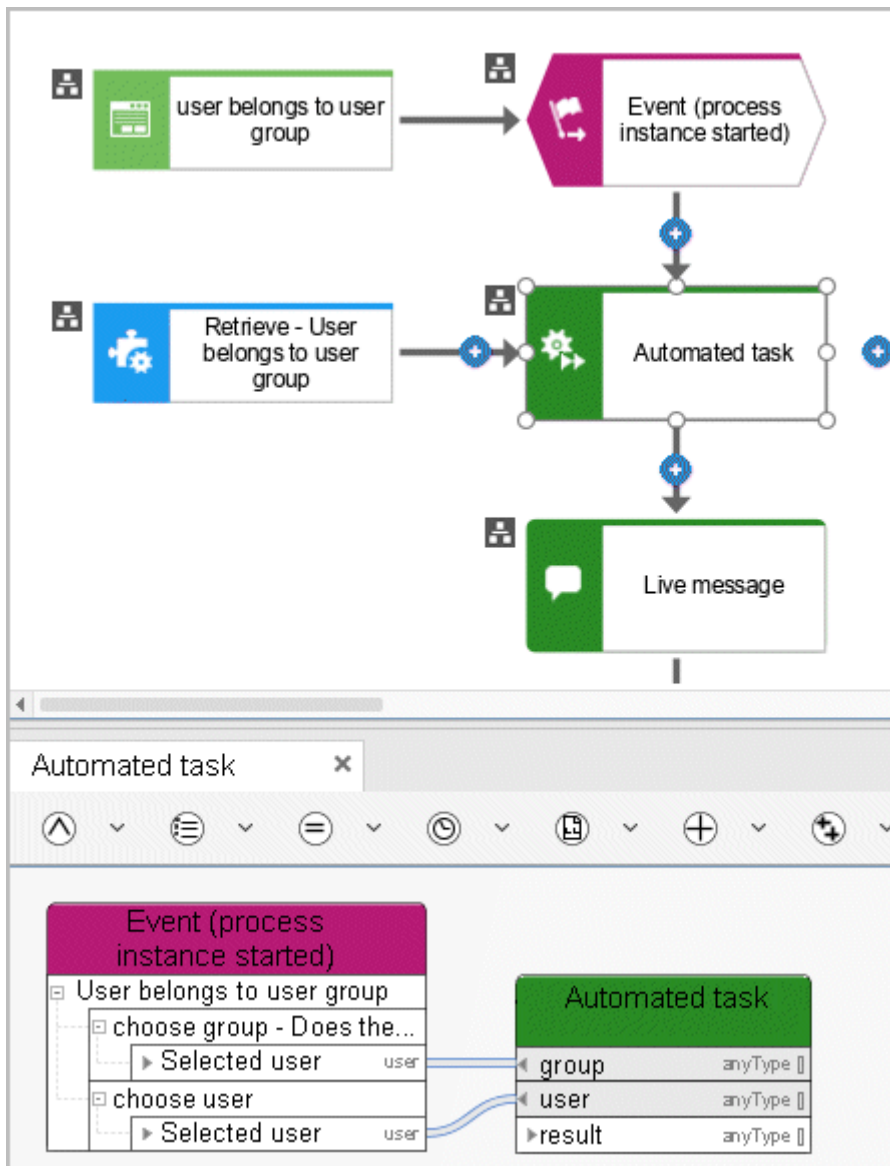 user belongs to user
group
Event (process
instance started)
Retrieve - User
belongs to user
group
Automated task
Live message
Automated task
Event (process
instance started)
User belongs to user group
choose group - Does the...
Selected user user
choose user
Selected user user
Automated task
group anyType []
user anyType []
result anyType []